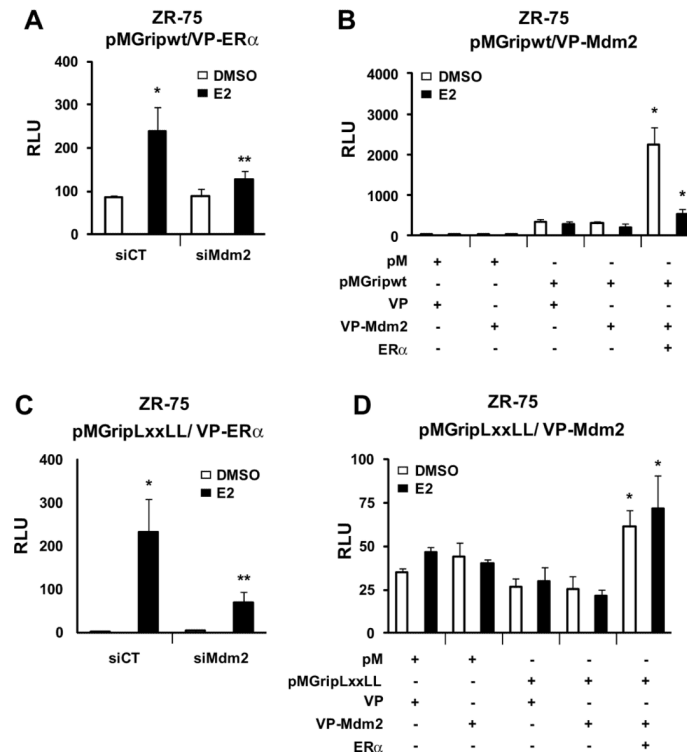 A
ZR-75
pMGripwt/VP-ERα
DMSO
E2
RLU
400
300
200
100
0
*
**
siCT
siMdm2
B
ZR-75
pMGripwt/VP-Mdm2
DMSO
E2
RLU
4000
3000
2000
1000
0
*
*
pM + + - - -
pMGripwt - - + + +
VP + - + - -
VP-Mdm2 - + - + +
ERα - - - - +
C
ZR-75
pMGripLxxLL/ VP-ERα
DMSO
E2
RLU
400
300
200
100
0
*
**
siCT
siMdm2
D
ZR-75
pMGripLxxLL/ VP-Mdm2
DMSO
E2
RLU
100
75
50
25
0
*
*
pM + + - - -
pMGripLxxLL - - + + +
VP + - + - -
VP-Mdm2 - + - + +
ERα - - - - +